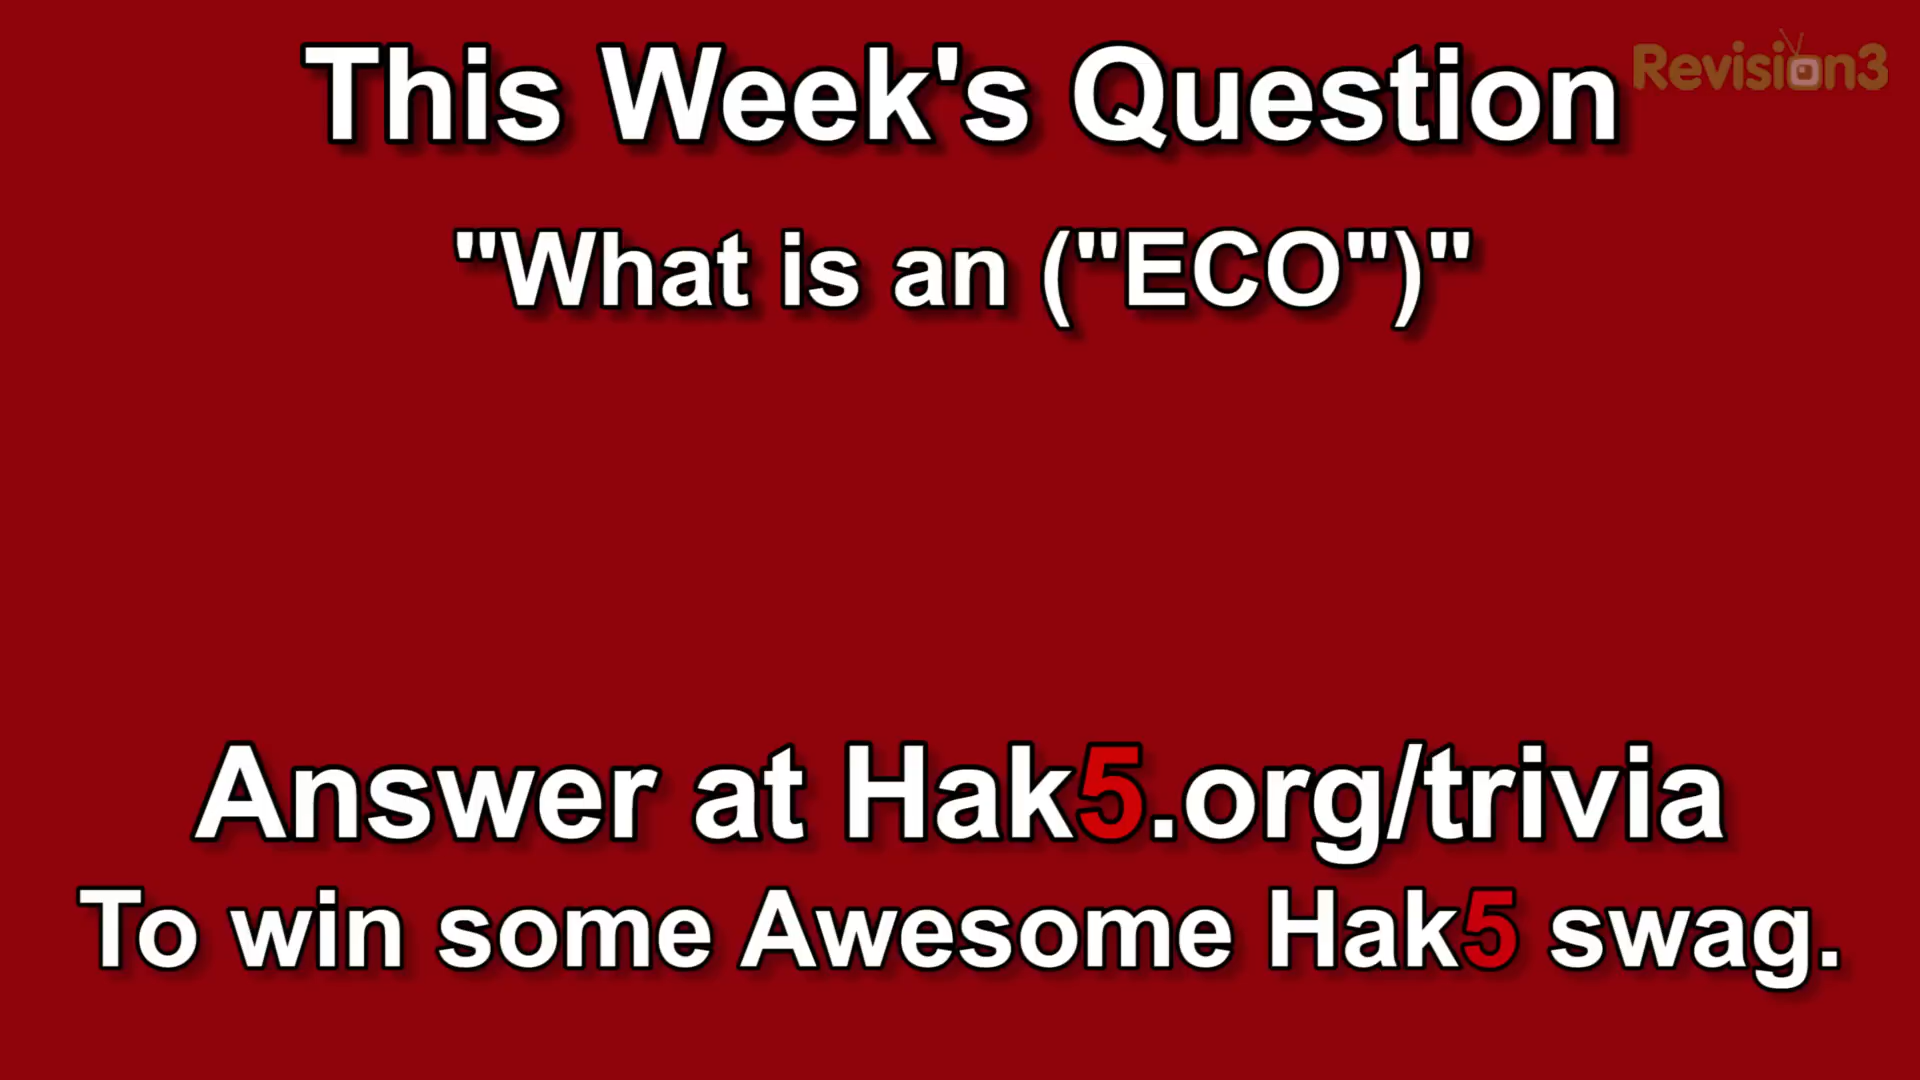 This Week's Question
Revision3
"What is an ("ECO")"
Answer at Hak5.org/trivia
To win some Awesome Hak5 swag.